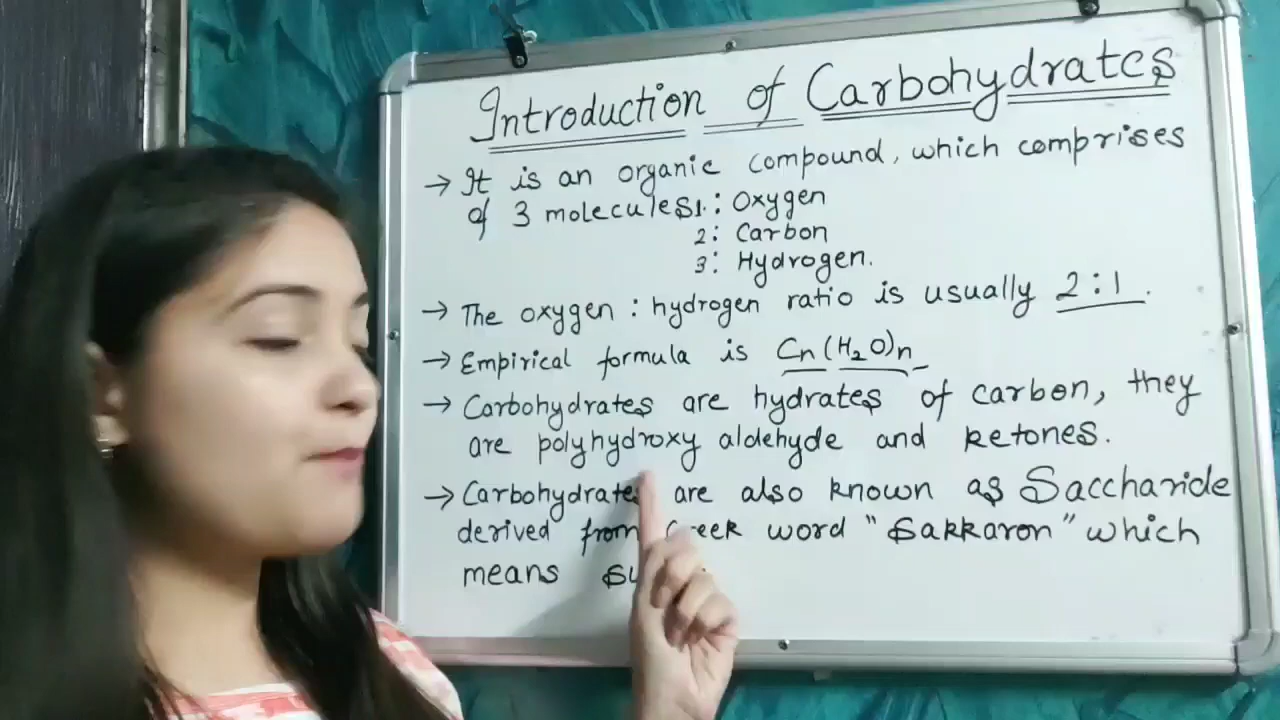 Introduction of Carbohydrates
→ It is an organic compound, which comprises
of 3 molecules 1: Oxygen
2: Carbon
3: Hydrogen.
→ The oxygen : hydrogen ratio is usually 2:1.
→ Empirical formula is Cn(H₂O)n
→ Carbohydrates are hydrates of carbon, they
are polyhydroxy aldehyde and ketones.
→ Carbohydrates are also known as Saccharide
derived from Greek word "Sakkaron" which
means